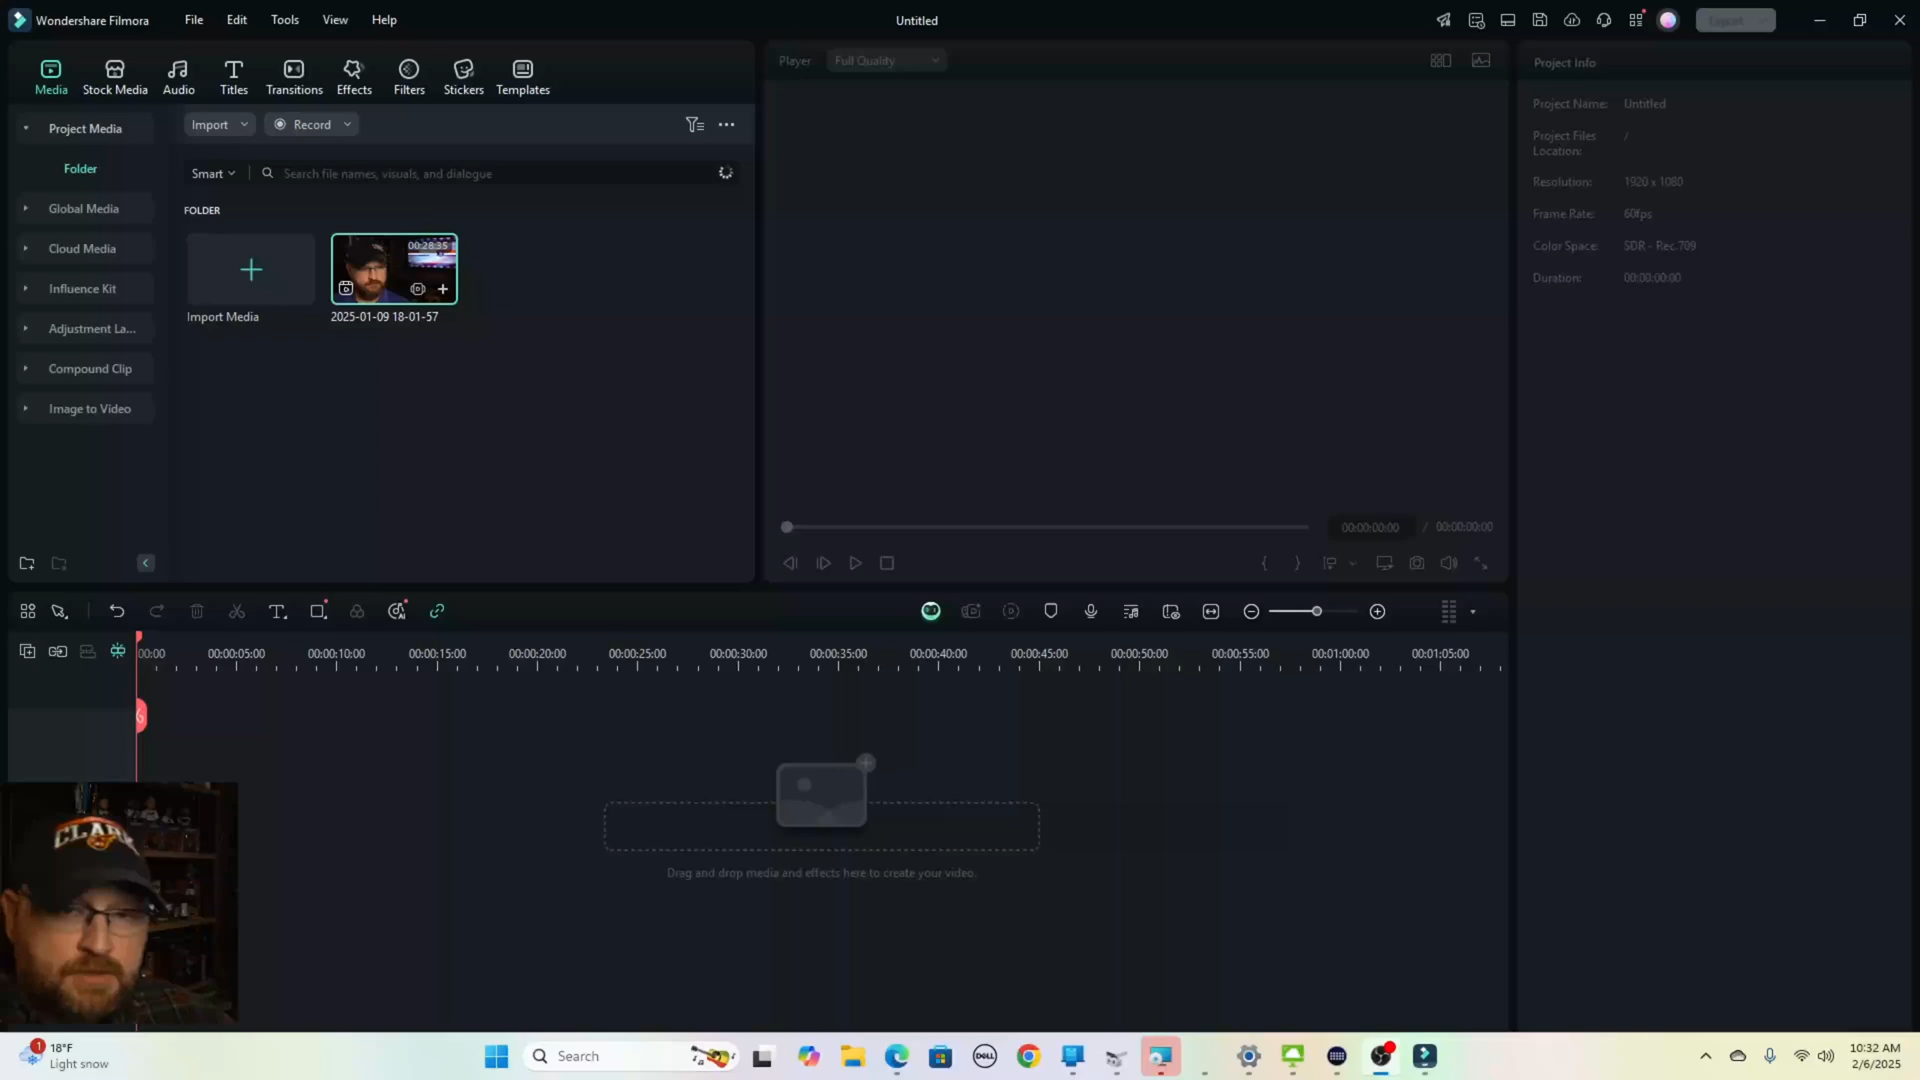 Wondershare Filmora
File
Edit
Tools
View
Help
Untitled
Export
Media
Stock Media
Audio
Titles
Transitions
Effects
Filters
Stickers
Templates
Player
Full Quality
Project Info
Project Media
Folder
Global Media
Cloud Media
Influence Kit
Adjustment La...
Compound Clip
Image to Video
Import
Record
Smart
Search file names, visuals, and dialogue
FOLDER
00:28:35
Import Media
2025-01-09 18-01-57
Project Name: Untitled
Project Files Location: /
Resolution: 1920 x 1080
Frame Rate: 60fps
Color Space: SDR - Rec.709
Duration: 00:00:00:00
00:00:00:00 / 00:00:00:00
00:00 00:00:05:00 00:00:10:00 00:00:15:00 00:00:20:00 00:00:25:00 00:00:30:00 00:00:35:00 00:00:40:00 00:00:45:00 00:00:50:00 00:00:55:00 00:01:00:00 00:01:05:00
Drag and drop media and effects here to create your video.
CLARK
1
18°F
Light snow
Search
DELL
10:32 AM
2/6/2025